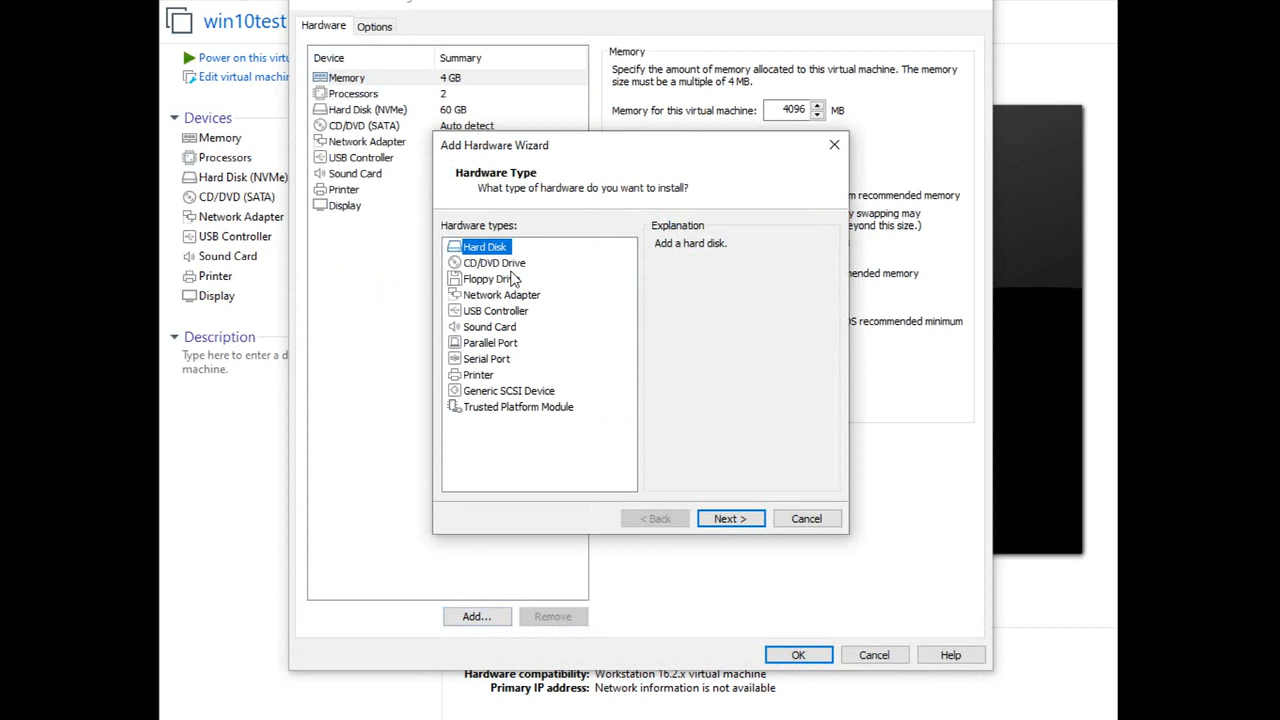 win10test
Power on this virtu
Edit virtual machin
Devices
Memory
Processors
Hard Disk (NVMe)
CD/DVD (SATA)
Network Adapter
USB Controller
Sound Card
Printer
Display
Description
Type here to enter a d
machine.
Hardware
Options
Device Summary
Memory 4 GB
Processors 2
Hard Disk (NVMe) 60 GB
CD/DVD (SATA) Auto detect
Network Adapter
USB Controller
Sound Card
Printer
Display
Add...
Remove
Memory
Specify the amount of memory allocated to this virtual machine. The memory
size must be a multiple of 4 MB.
Memory for this virtual machine: 4096 MB
recommended memory
y swapping may
eyond this size.)
ended memory
OS recommended minimum
Add Hardware Wizard
Hardware Type
What type of hardware do you want to install?
Hardware types:
Hard Disk
CD/DVD Drive
Floppy Driv
Network Adapter
USB Controller
Sound Card
Parallel Port
Serial Port
Printer
Generic SCSI Device
Trusted Platform Module
Explanation
Add a hard disk.
< Back
Next >
Cancel
OK
Cancel
Help
Hardware compatibility: Workstation 16.2.x virtual machine
Primary IP address: Network information is not available